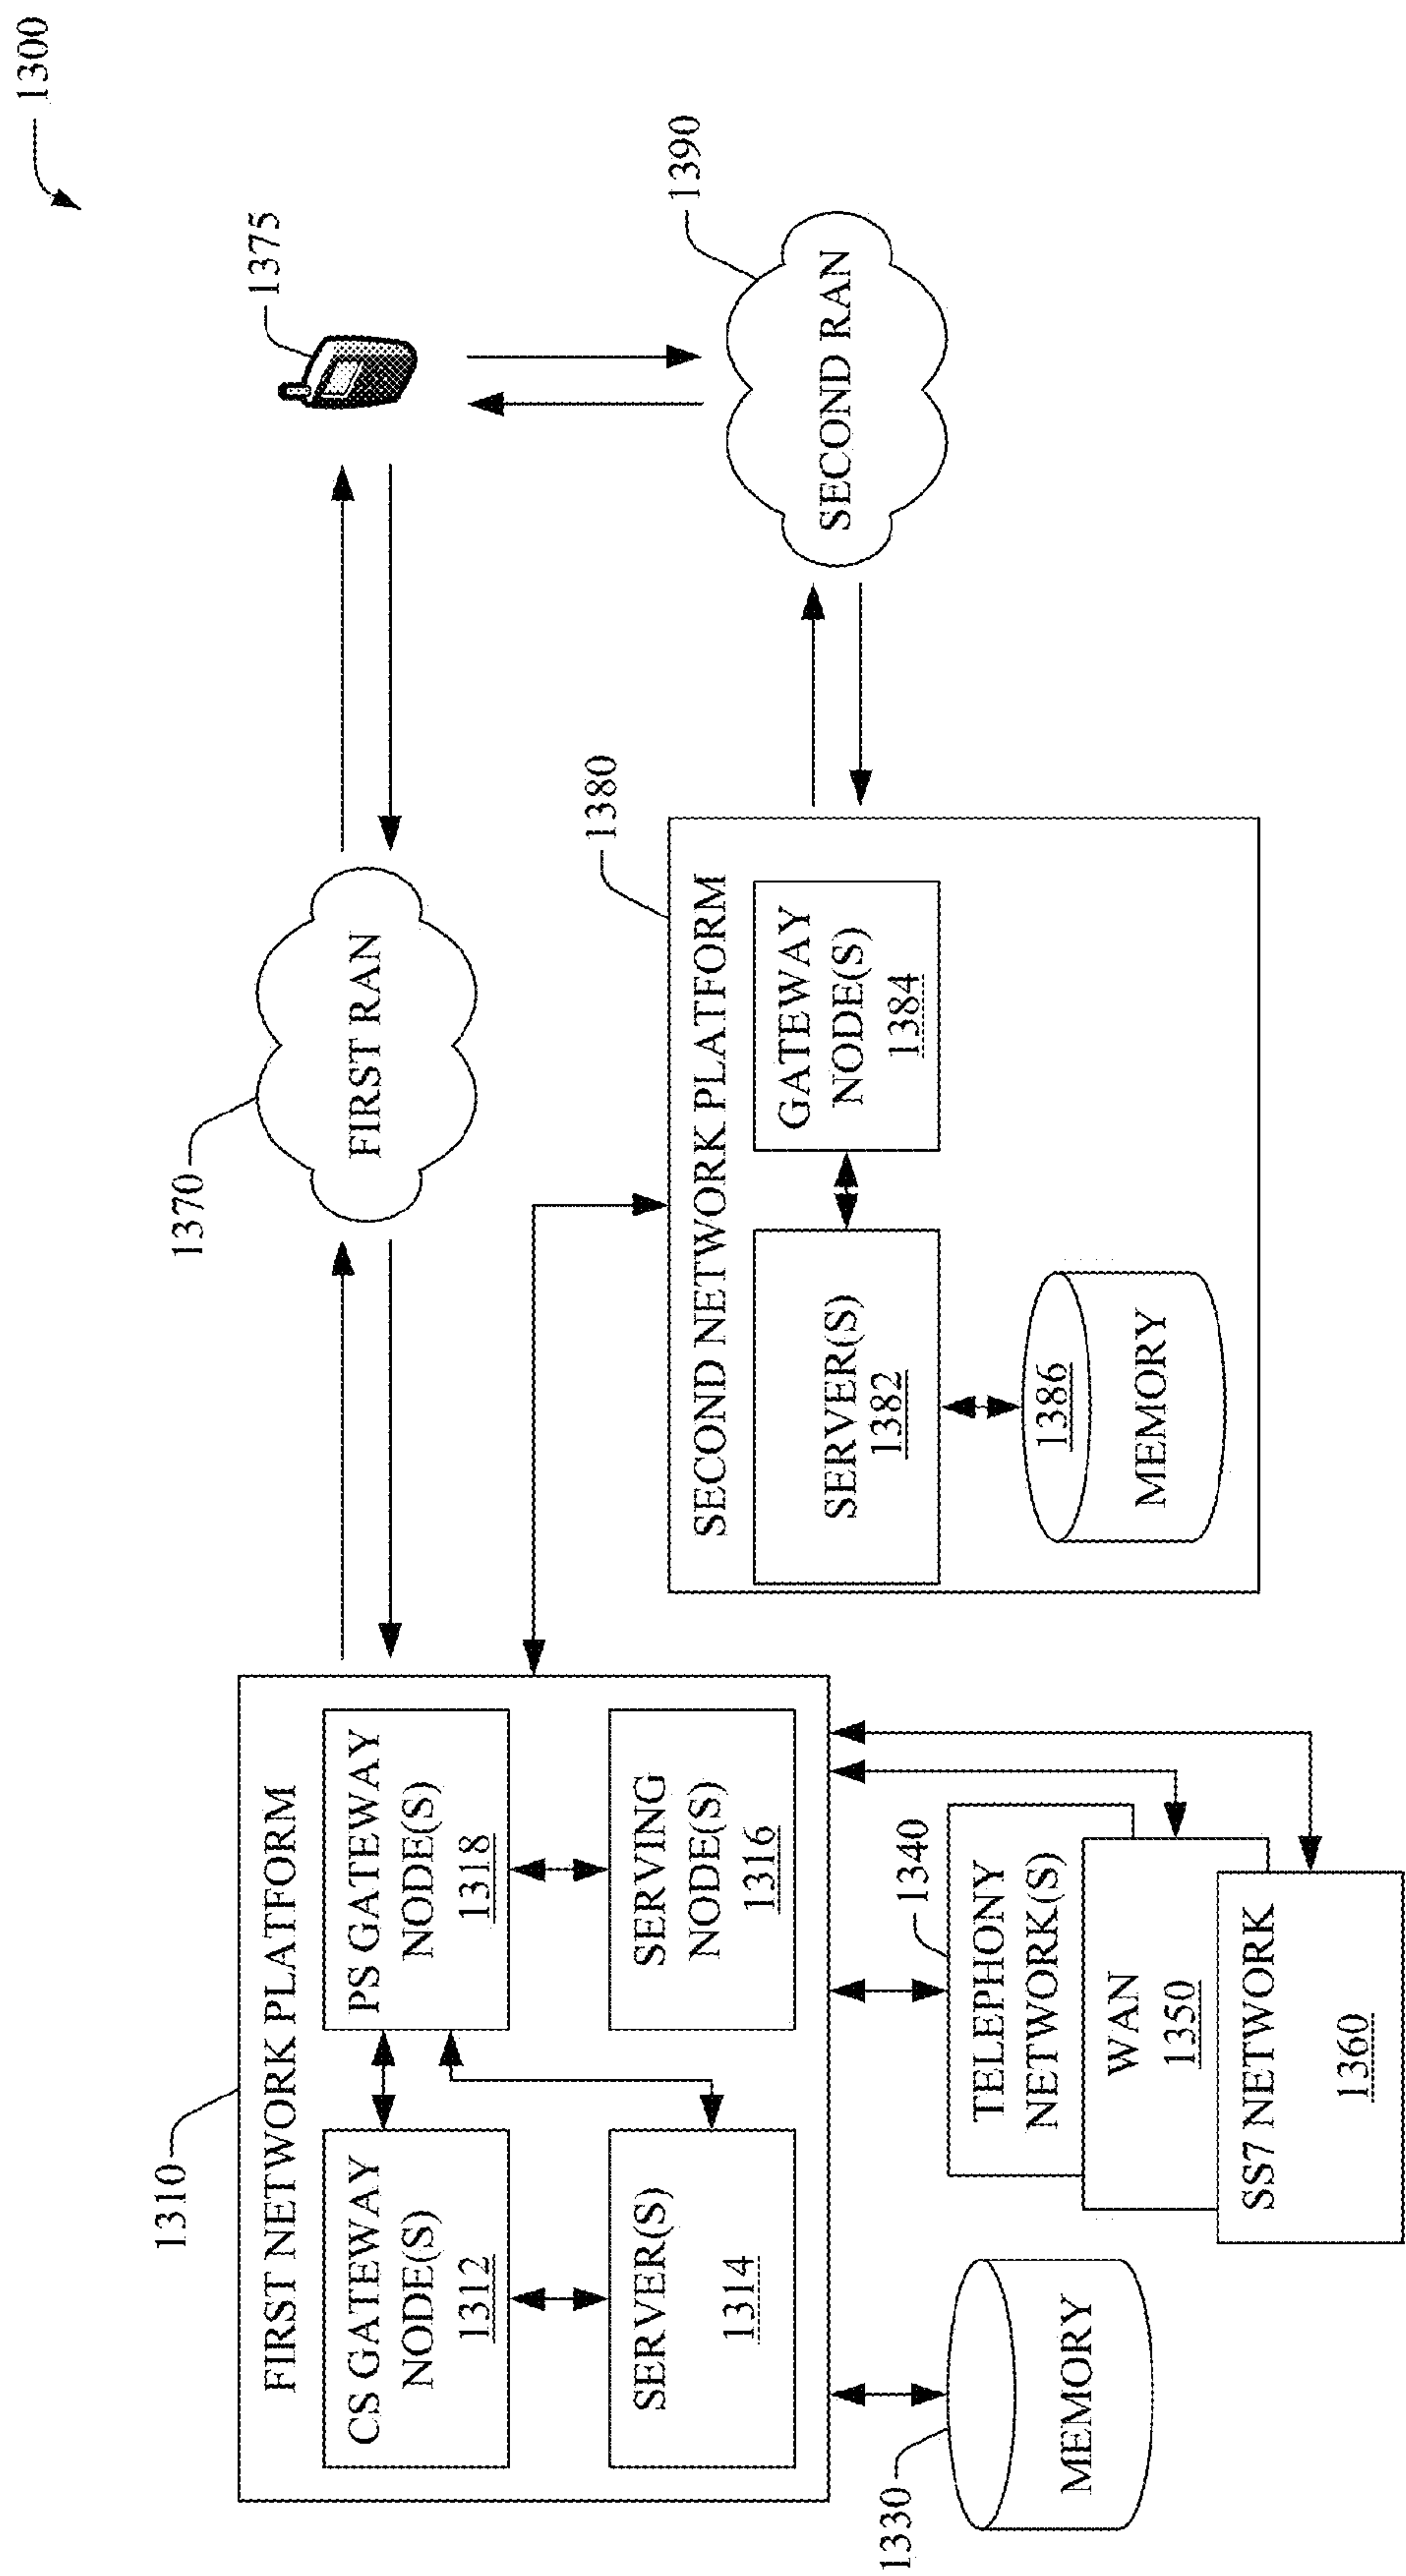 1300
1310
FIRST NETWORK PLATFORM
CS GATEWAY
NODE(S)
1312
PS GATEWAY
NODE(S)
1318
SERVER(S)
1314
SERVING
NODE(S)
1316
1370
FIRST RAN
1375
1330
MEMORY
1340
TELEPHONY
NETWORK(S)
WAN
1350
SS7 NETWORK
1360
1380
SECOND NETWORK PLATFORM
SERVER(S)
1382
GATEWAY
NODE(S)
1384
1386
MEMORY
1390
SECOND RAN